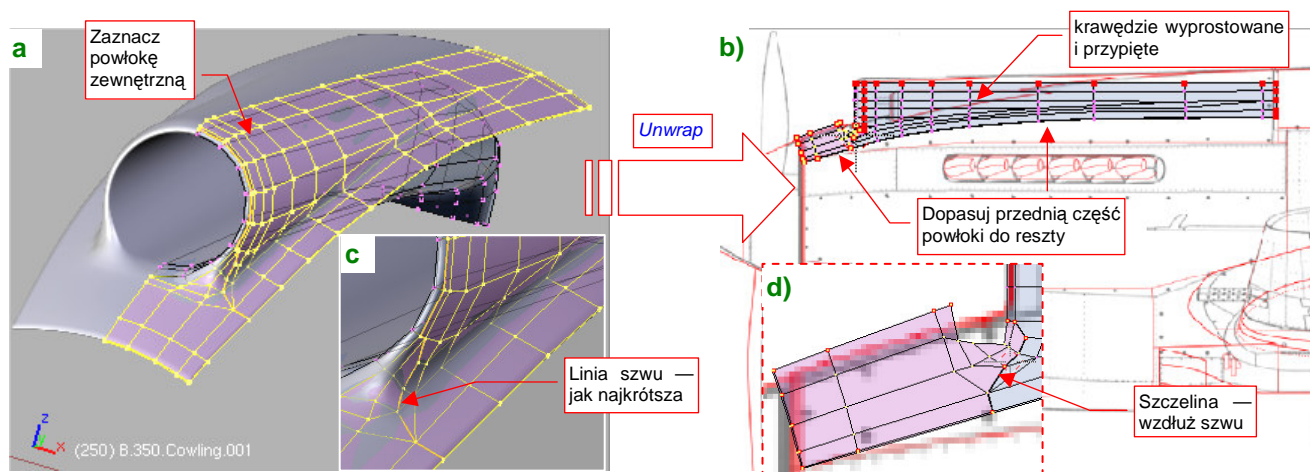 a
Zaznacz
powłokę
zewnętrzną
(250) B.350.Cowling.001
z
x
c
Linia szwu —
jak najkrótsza
Unwrap
b)
krawędzie wyprostowane
i przypięte
Dopasuj przednią część
powłoki do reszty
d)
Szczelina —
wzdłuż szwu